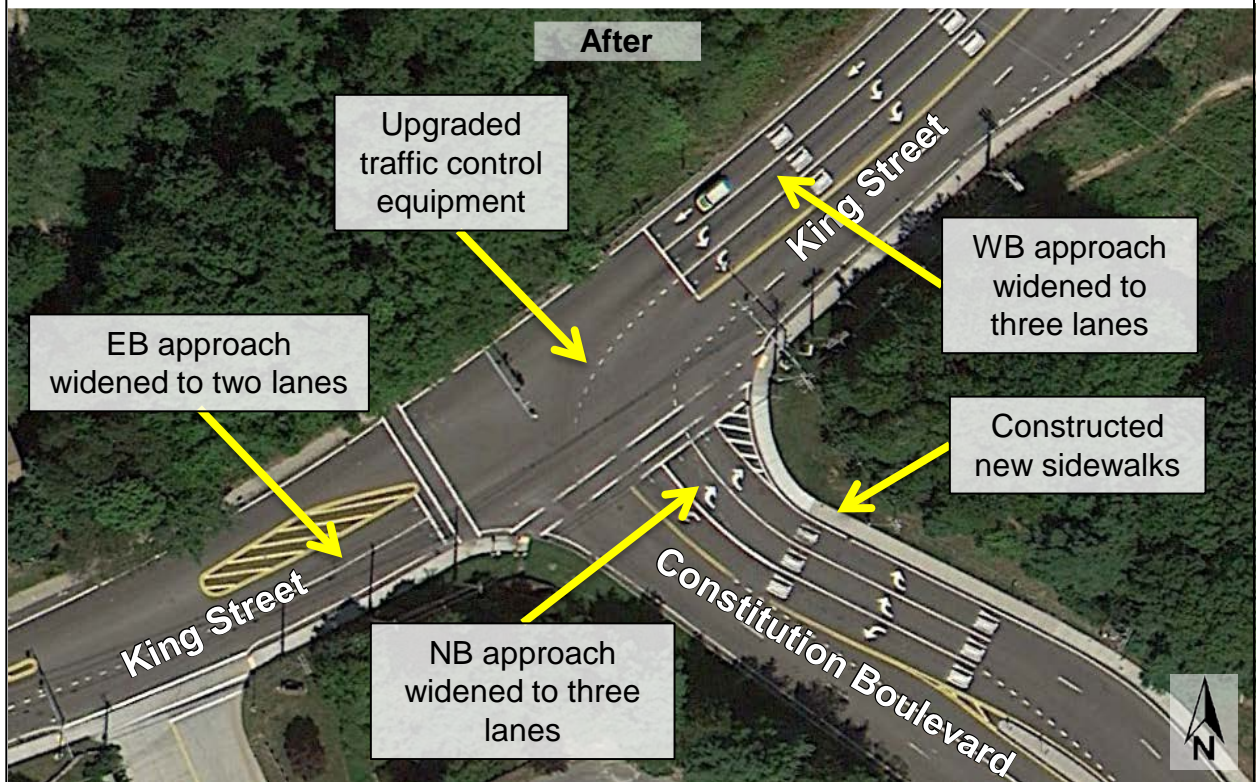 After
Upgraded
traffic control
equipment
King Street
WB approach
widened to
three lanes
EB approach
widened to two lanes
Constructed
new sidewalks
King Street
Constitution Boulevard
NB approach
widened to three
lanes
N